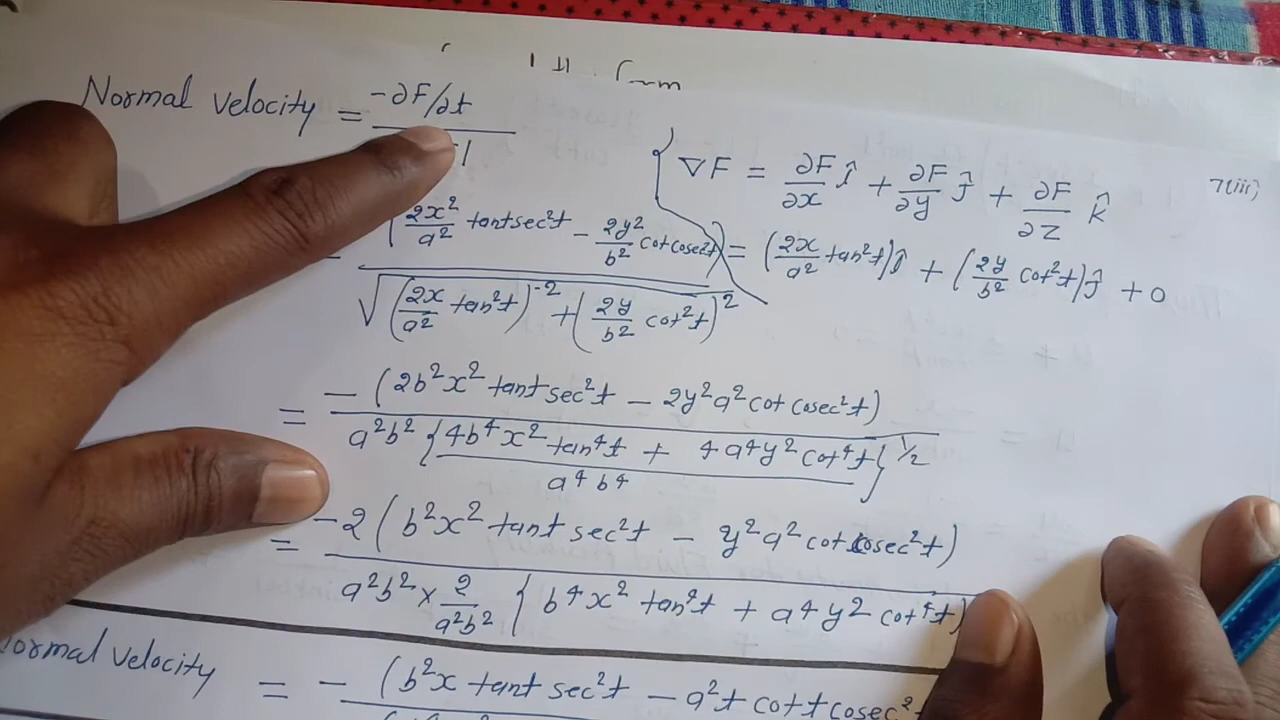 Normal velocity = -∂F/∂t
∇F = ∂F/∂x î + ∂F/∂y ĵ + ∂F/∂z k̂
7(iii)
(2x²/a² tant sec²t - 2y²/b² cot cosec²t) / √((2x/a² tan²t)⁻² + (2y/b² cot²t)²)
= (2x/a² tan²t)î + (2y/b² cot²t)ĵ + 0
= -(2b²x² tant sec²t - 2y²a² cot cosec²t) / a²b² {4b⁴x² tan⁴t + 4a⁴y² cot⁴t / a⁴b⁴}^1/2
= -2(b²x² tant sec²t - y²a² cot cosec²t) / a²b² × 2/a²b² {b⁴x² tan⁴t + a⁴y² cot⁴t
Normal velocity = -(b²x tant sec²t - a²t cott cosec²